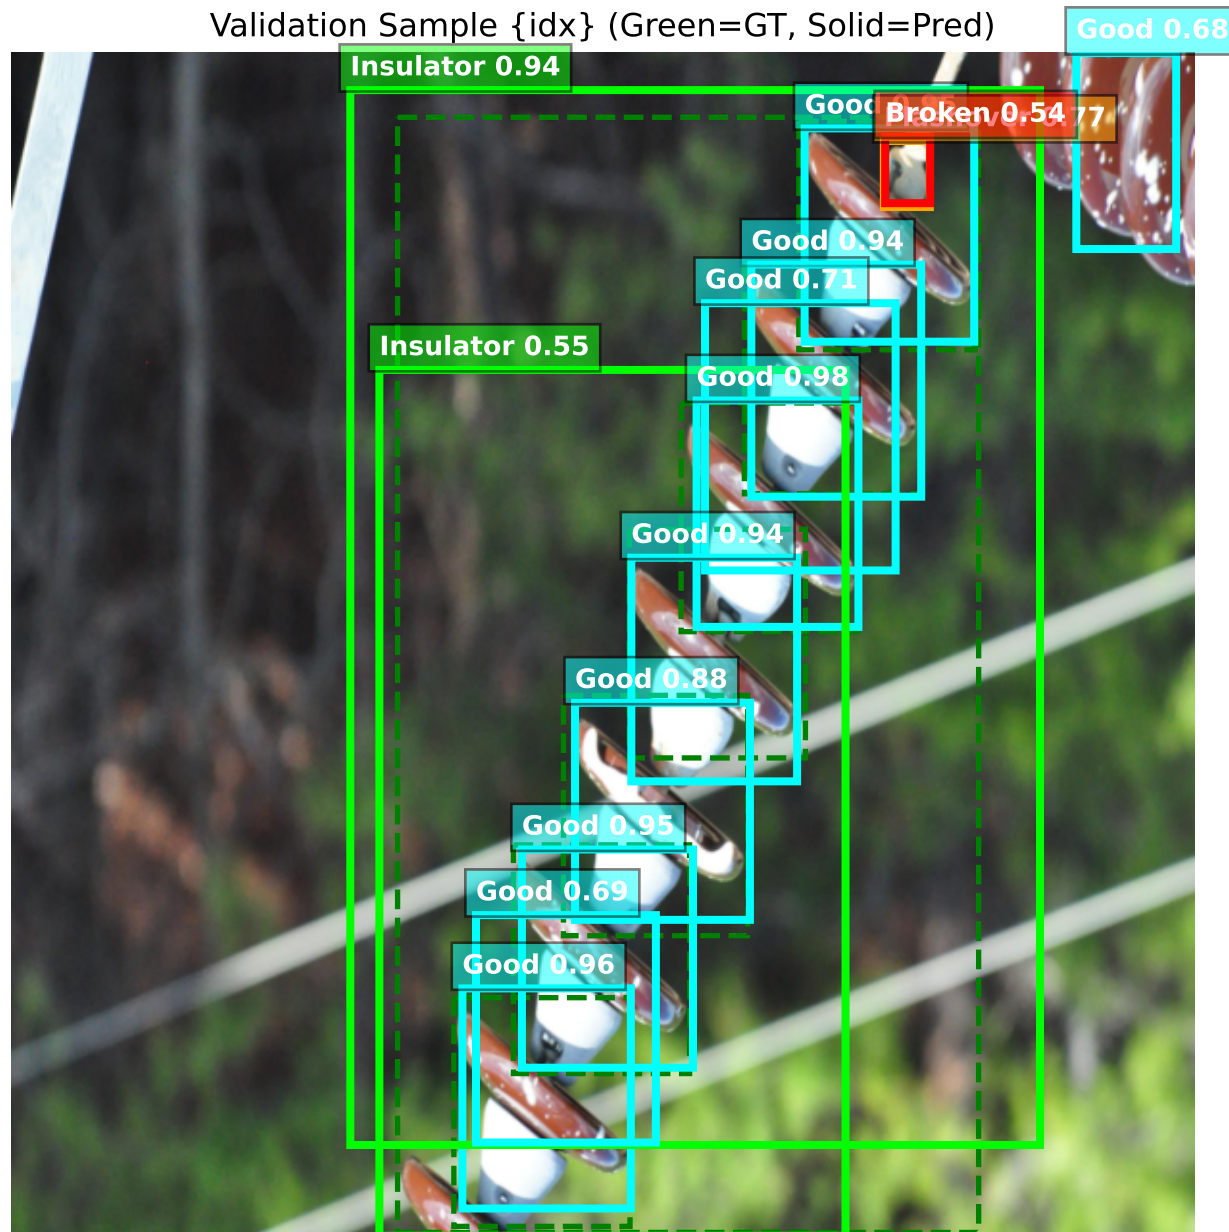 Validation Sample {idx} (Green=GT, Solid=Pred)
Good 0.68
Insulator 0.94
Good
Broken 0.54
77
Good 0.94
Good 0.71
Insulator 0.55
Good 0.98
Good 0.94
Good 0.88
Good 0.95
Good 0.69
Good 0.96